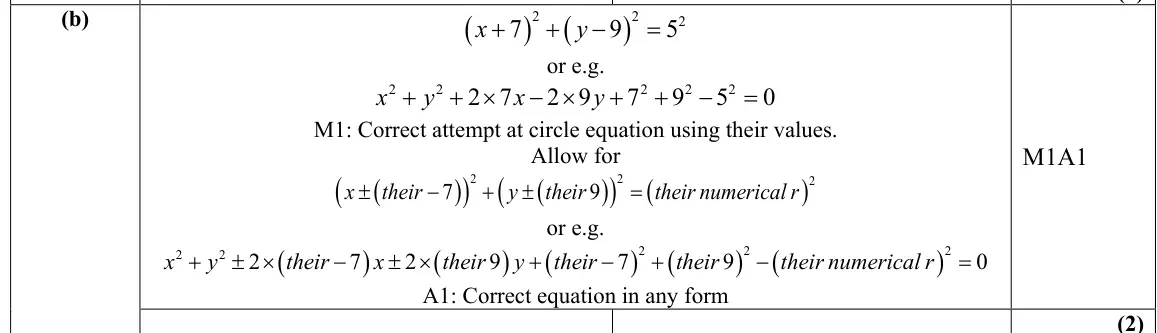 (b)
(x+7)² + (y−9)² = 5²
or e.g.
x² + y² + 2×7x − 2×9y + 7² + 9² − 5² = 0
M1: Correct attempt at circle equation using their values.
Allow for
M1A1
(x±(their −7))² + (y±(their 9))² = (their numerical r)²
or e.g.
x² + y² ± 2×(their −7)x ± 2×(their 9)y + (their −7)² + (their 9)² − (their numerical r)² = 0
A1: Correct equation in any form
(2)